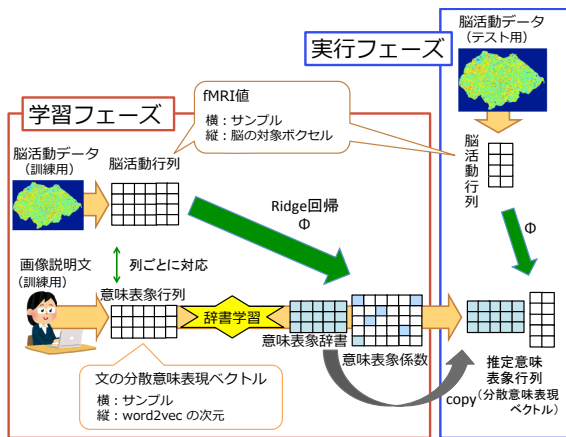 学習フェーズ
脳活動データ
（訓練用）
脳活動行列
fMRI値
横：サンプル
縦：脳の対象ボクセル
Ridge回帰
Φ
列ごとに対応
画像説明文
（訓練用）
意味表象行列
辞書学習
意味表象辞書
意味表象係数
文の分散意味表現ベクトル
横：サンプル
縦：word2vec の次元
実行フェーズ
脳活動データ
（テスト用）
脳活動行列
Φ
copy
推定意味
表象行列
（分散意味表現
ベクトル）